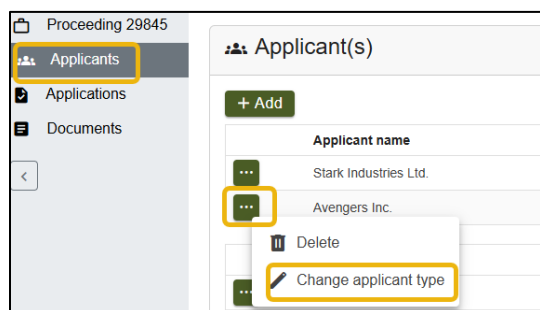 Proceeding 29845
Applicants
Applications
Documents
Applicant(s)
+ Add
Applicant name
Stark Industries Ltd.
Avengers Inc.
Delete
Change applicant type